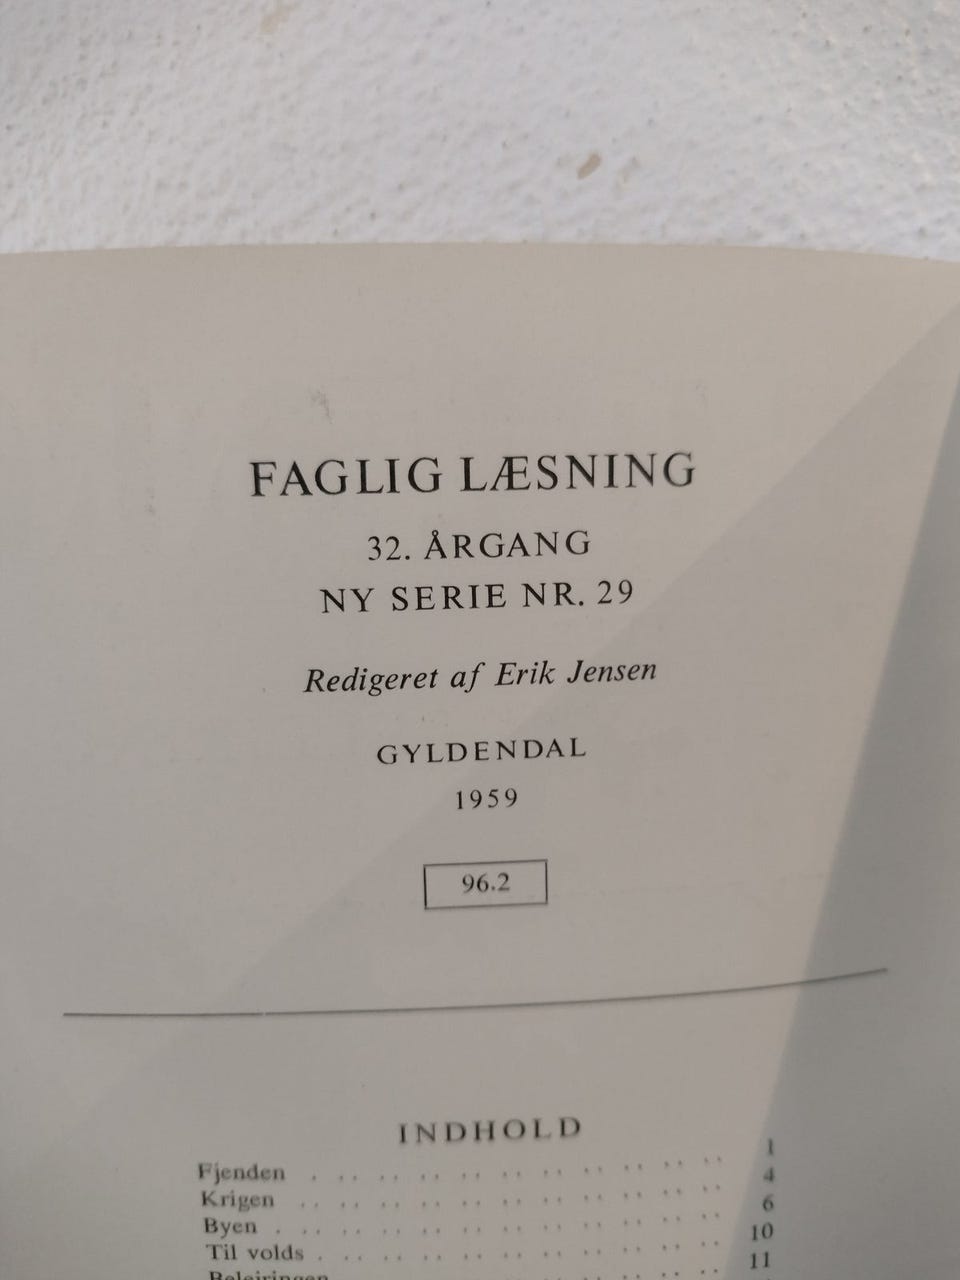 FAGLIG LÆSNING
32. ÅRGANG
NY SERIE NR. 29
Redigeret af Erik Jensen
GYLDENDAL
1959
96.2
INDHOLD
Fjenden . .. .. .. .. .. .. .. .. .. .. 1
Krigen .. .. .. .. .. .. .. .. .. .. .. 4
Byen . .. .. .. .. .. .. .. .. .. .. .. 6
Til volds . .. .. .. .. .. .. .. .. .. .. 10
Belejringen .. .. .. .. .. .. .. .. .. .. 11